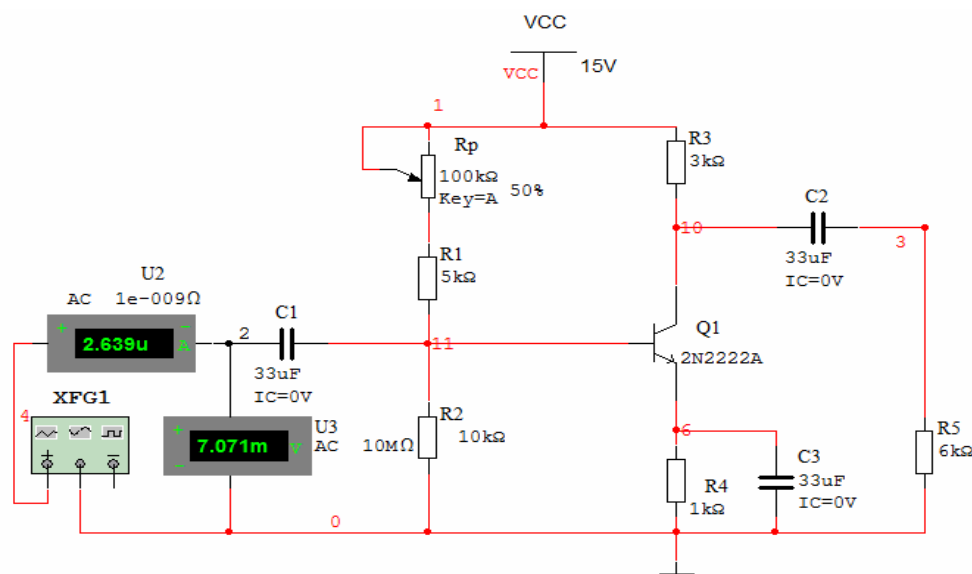 VCC
VCC
15V
1
Rp
100kΩ
Key=A
50%
R3
3kΩ
C2
10
3
33uF
IC=0V
R1
5kΩ
U2
AC
1e-009Ω
+
−
2.639u
A
2
C1
33uF
IC=0V
11
Q1
2N2222A
XFG1
4
+
−
7.071m
V
U3
AC
10MΩ
R2
10kΩ
6
R4
1kΩ
C3
33uF
IC=0V
R5
6kΩ
0